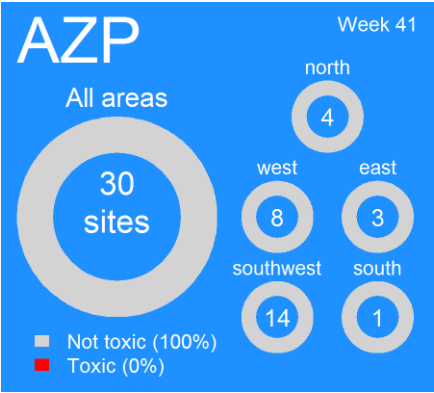 AZP
Week 41
All areas
30
sites
north
4
west
8
east
3
southwest
14
south
1
Not toxic (100%)
Toxic (0%)